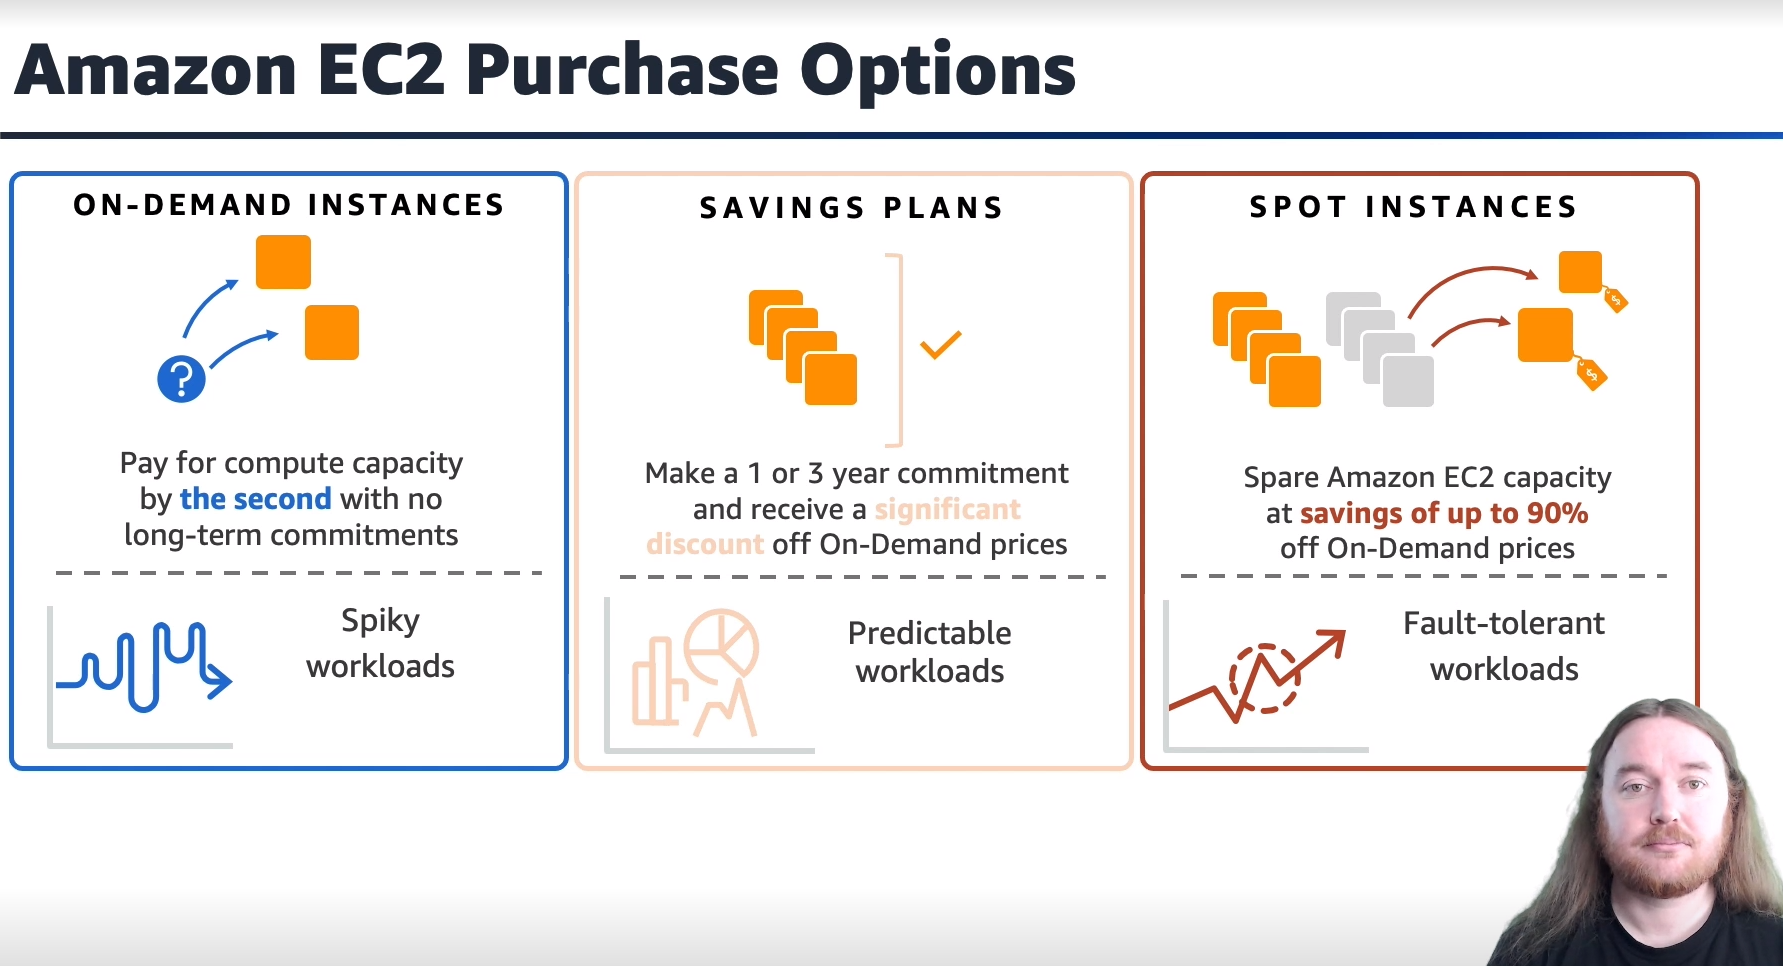 Amazon EC2 Purchase Options
ON-DEMAND INSTANCES
?
Pay for compute capacity
by the second with no
long-term commitments
Spiky
workloads
SAVINGS PLANS
Make a 1 or 3 year commitment
and receive a significant
discount off On-Demand prices
Predictable
workloads
SPOT INSTANCES
$
$
Spare Amazon EC2 capacity
at savings of up to 90%
off On-Demand prices
Fault-tolerant
workloads